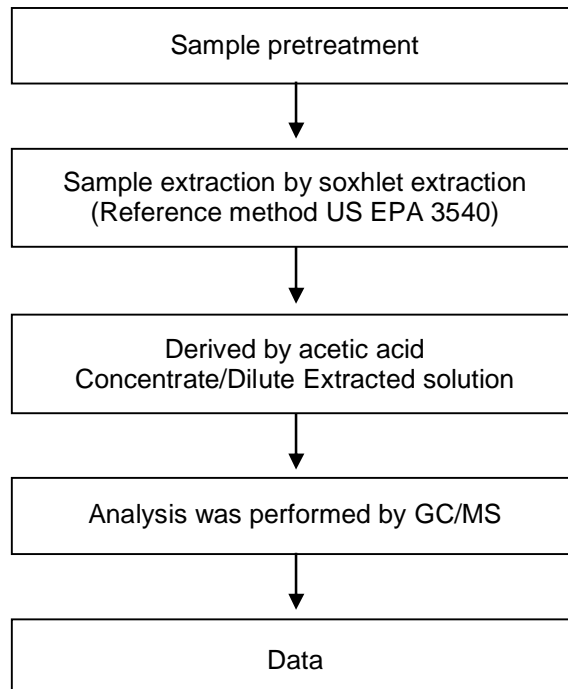 Sample pretreatment
Sample extraction by soxhlet extraction
(Reference method US EPA 3540)
Derived by acetic acid
Concentrate/Dilute Extracted solution
Analysis was performed by GC/MS
Data